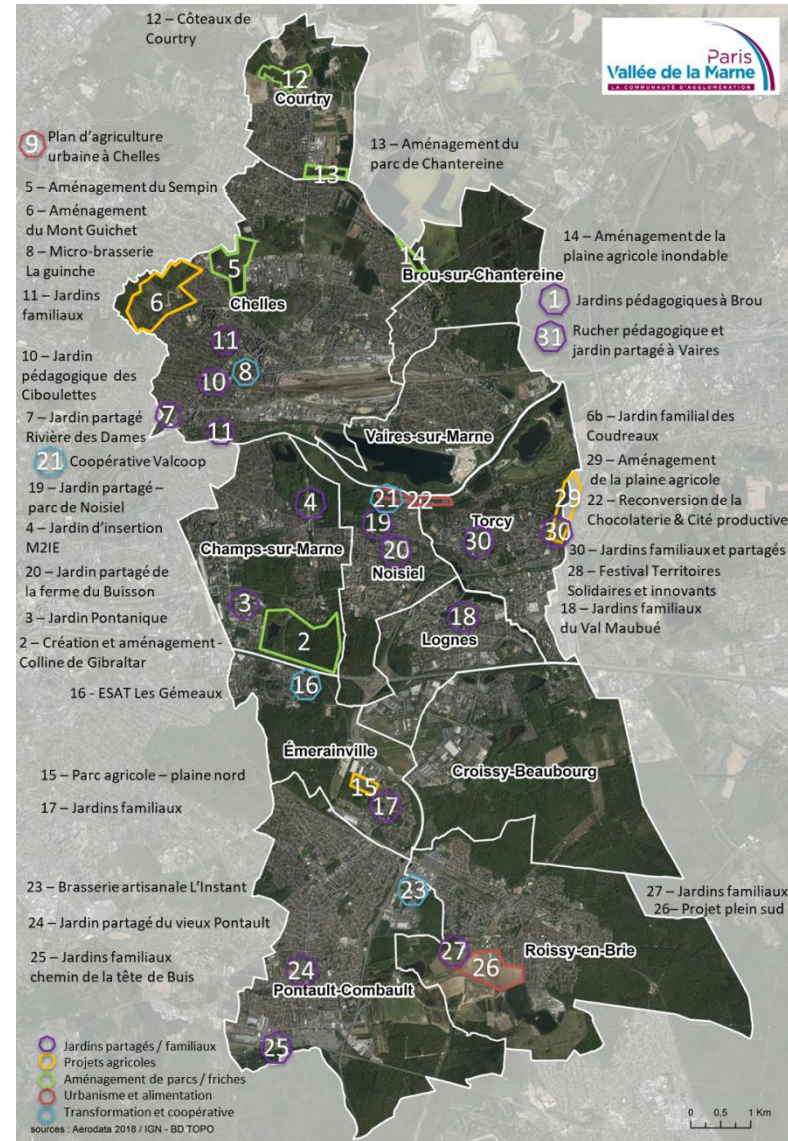 12 – Côteaux de
Courtry
Paris
Vallée de la Marne
LA COMMUNAUTÉ D'AGGLOMÉRATION
12
Courtry
9
Plan d'agriculture
urbaine à Chelles
13 – Aménagement du
parc de Chantereine
13
5 – Aménagement du Sempin
6 – Aménagement
du Mont Guichet
8 – Micro-brasserie
La guinche
11 – Jardins
familiaux
14 – Aménagement de la
plaine agricole inondable
14
Brou-sur-Chantereine
5
6
Chelles
1
Jardins pédagogiques à Brou
31
Rucher pédagogique et
jardin partagé à Vaires
11
10
8
10 – Jardin
pédagogique des
Ciboulettes
7 – Jardin partagé
Rivière des Dames
7
11
21
Coopérative Valcoop
Vaires-sur-Marne
6b – Jardin familial des
Coudreaux
29 – Aménagement
de la plaine agricole
22 – Reconversion de la
Chocolaterie & Cité productive
30 – Jardins familiaux et partagés
28 – Festival Territoires
Solidaires et innovants
18 – Jardins familiaux
du Val Maubué
19 – Jardin partagé –
parc de Noisiel
4 – Jardin d'insertion
M2IE
20 – Jardin partagé de
la ferme du Buisson
3 – Jardin Pontanique
2 – Création et aménagement -
Colline de Gibraltar
4
21
22
29
19
Torcy
30
30
Champs-sur-Marne
20
Noisiel
3
18
2
Lognes
16 - ESAT Les Gémeaux
16
Émerainville
Croissy-Beaubourg
15 – Parc agricole – plaine nord
15
17 – Jardins familiaux
17
23 – Brasserie artisanale L'Instant
23
24 – Jardin partagé du vieux Pontault
25 – Jardins familiaux
chemin de la tête de Buis
27 – Jardins familiaux
26– Projet plein sud
27
26
Roissy-en-Brie
24
Pontault-Combault
25
Jardins partagés / familiaux
Projets agricoles
Aménagement de parcs / friches
Urbanisme et alimentation
Transformation et coopérative
sources : Aerodata 2018 / IGN - BD TOPO
0 0,5 1 Km